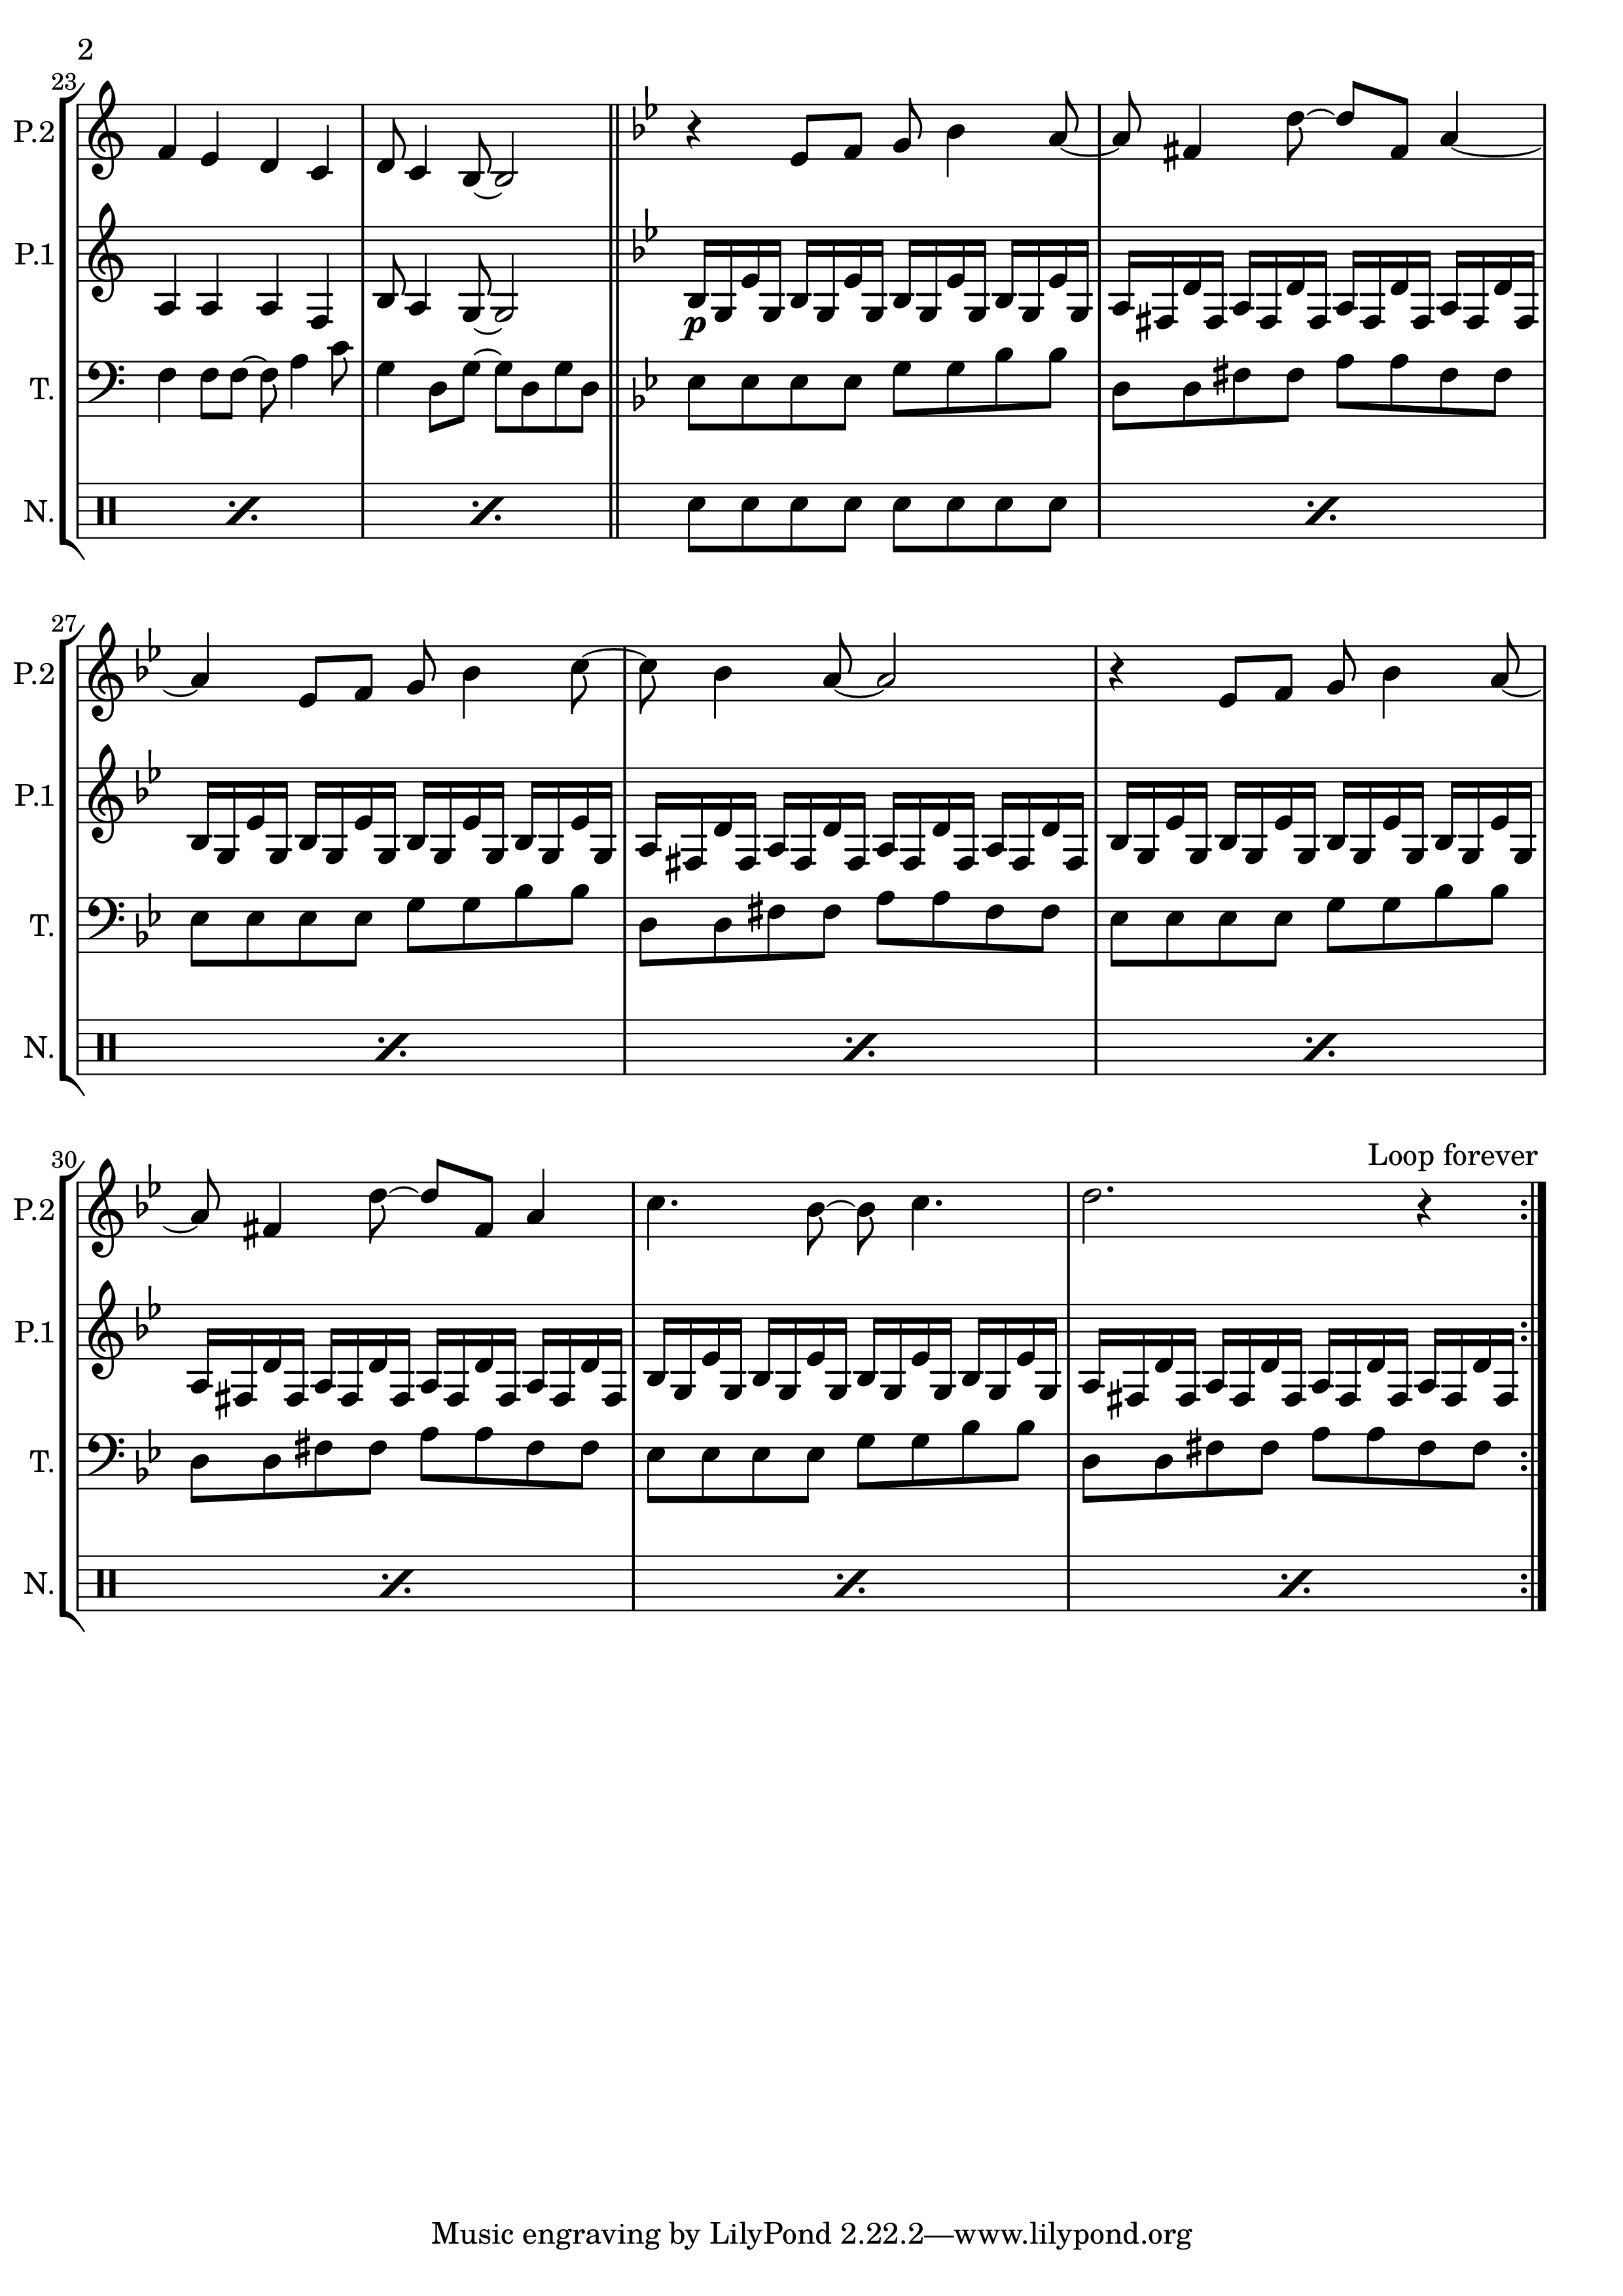 2
23
P.2
P.1
p
T.
N.
27
P.2
P.1
T.
N.
Loop forever
30
P.2
P.1
T.
N.
Music engraving by LilyPond 2.22.2—www.lilypond.org